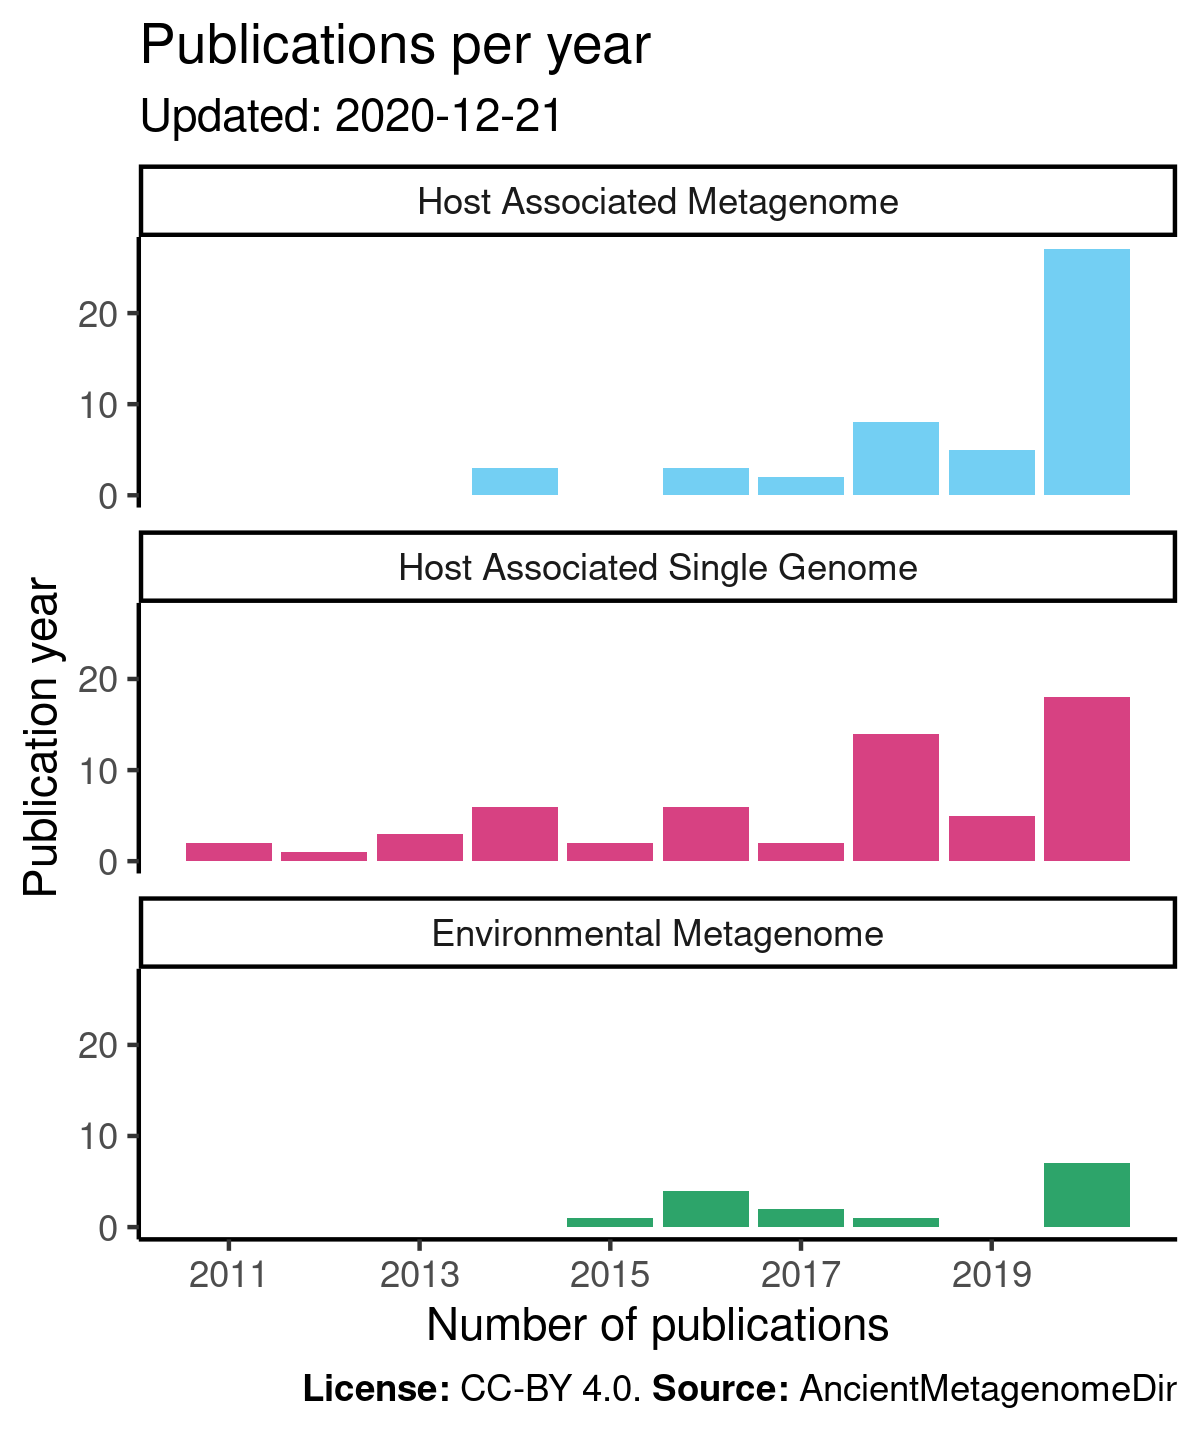 Publications per year
Updated: 2020-12-21
Host Associated Metagenome
20
10
0
Host Associated Single Genome
20
10
0
Publication year
Environmental Metagenome
20
10
0
2011 2013 2015 2017 2019
Number of publications
License: CC-BY 4.0. Source: AncientMetagenomeDir